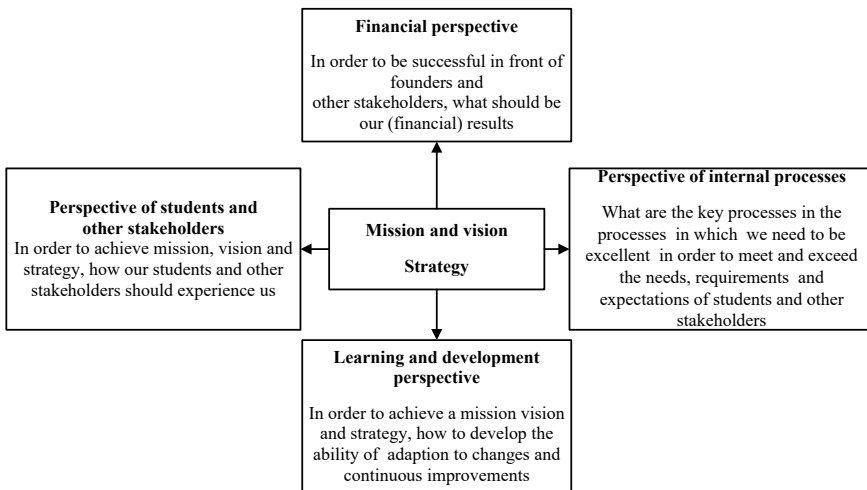 Financial perspective
In order to be successful in front of
founders and
other stakeholders, what should be
our (financial) results
Perspective of students and
other stakeholders
In order to achieve mission, vision and
strategy, how our students and other
stakeholders should experience us
Mission and vision
Strategy
Perspective of internal processes
What are the key processes in the
processes in which we need to be
excellent in order to meet and exceed
the needs, requirements and
expectations of students and other
stakeholders
Learning and development
perspective
In order to achieve a mission vision
and strategy, how to develop the
ability of adaption to changes and
continuous improvements